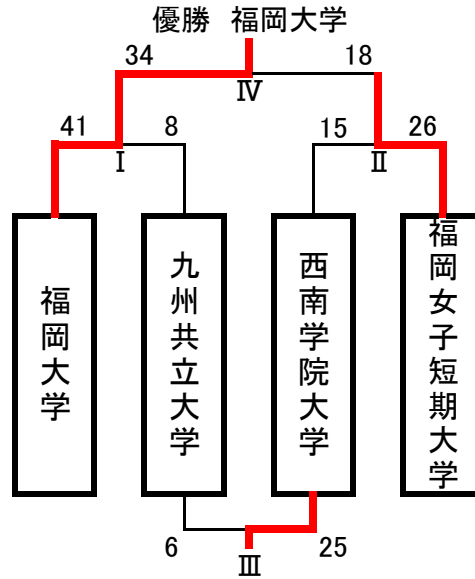 優勝 福岡大学
34 18
Ⅳ
41 8 15 26
Ⅰ Ⅱ
福岡大学
九州共立大学
西南学院大学
福岡女子短期大学
6 25
Ⅲ